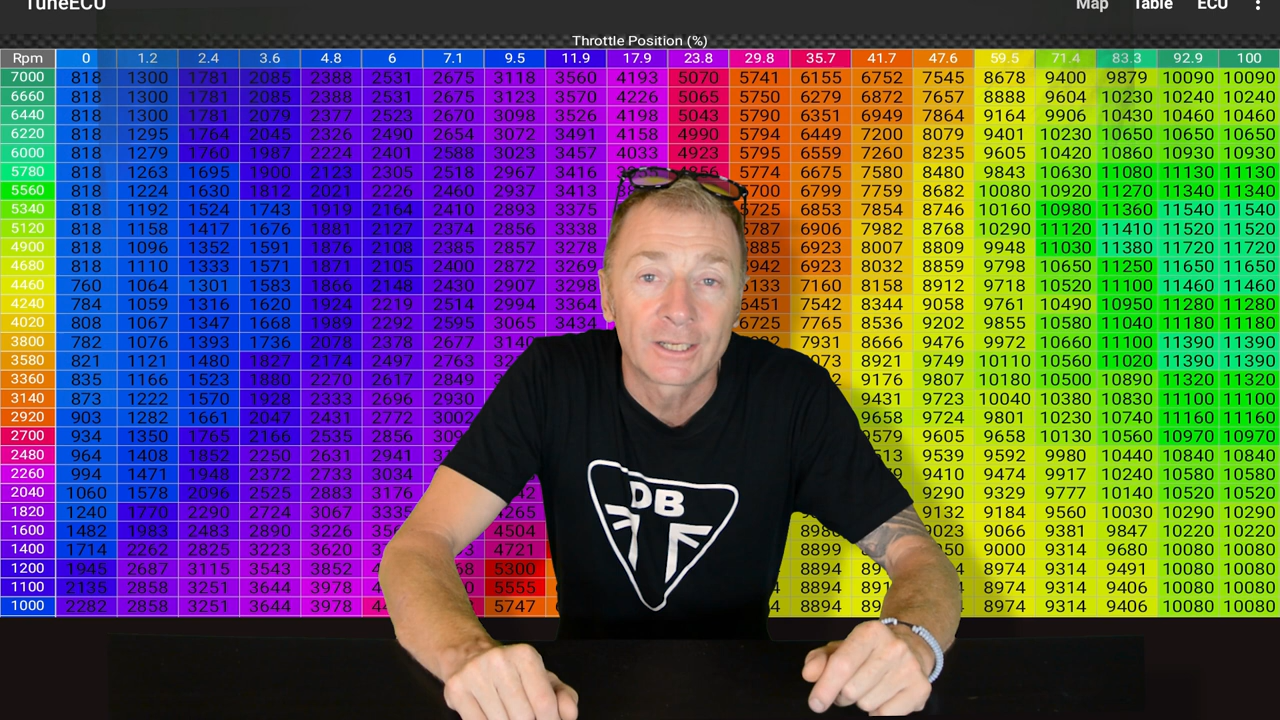 TuneECU Map Table ECU
Throttle Position (%)
Rpm 0 1.2 2.4 3.6 4.8 6 7.1 9.5 11.9 17.9 23.8 29.8 35.7 41.7 47.6 59.5 71.4 83.3 92.9 100
7000 818 1300 1781 2085 2388 2531 2675 3118 3560 4193 5070 5741 6155 6752 7545 8678 9400 9879 10090 10090
6660 818 1300 1781 2085 2388 2531 2675 3123 3570 4226 5065 5750 6279 6872 7657 8888 9604 10230 10240 10240
6440 818 1300 1781 2079 2377 2523 2670 3098 3526 4198 5043 5790 6351 6949 7864 9164 9906 10430 10460 10460
6220 818 1295 1764 2045 2326 2490 2654 3072 3491 4158 4990 5794 6449 7200 8079 9401 10230 10650 10650 10650
6000 818 1279 1760 1987 2224 2401 2588 3023 3457 4033 4923 5795 6559 7260 8235 9605 10420 10860 10930 10930
5780 818 1263 1695 1900 2123 2305 2518 2967 3416 5774 6675 7580 8480 9843 10630 11080 11130 11130
5560 818 1224 1630 1812 2021 2226 2460 2937 3413 6799 7759 8682 10080 10920 11270 11340 11340
5340 818 1192 1524 1743 1919 2164 2410 2893 3375 6853 7854 8746 10160 10980 11360 11540 11540
5120 818 1158 1417 1676 1881 2127 2374 2856 3338 6906 7982 8768 10290 11120 11410 11520 11520
4900 818 1096 1352 1591 1876 2108 2385 2857 3278 6923 8007 8809 9948 11030 11380 11720 11720
4680 818 1110 1333 1571 1871 2105 2400 2872 3269 6923 8032 8859 9798 10650 11250 11650 11650
4460 760 1064 1301 1583 1866 2148 2430 2907 3298 7160 8158 8912 9718 10520 11100 11460 11460
4240 784 1059 1316 1620 1924 2219 2514 2994 3364 6451 7542 8344 9058 9761 10490 10950 11280 11280
4020 808 1067 1347 1668 1989 2292 2595 3065 3434 6725 7765 8536 9202 9855 10580 11040 11180 11180
3800 782 1076 1393 1736 2078 2378 2677 3140 7931 8666 9476 9972 10660 11100 11390 11390
3580 821 1121 1480 1827 2174 2497 2763 8921 9749 10110 10560 11020 11390 11390
3360 835 1166 1523 1880 2270 2617 2849 9176 9807 10180 10500 10890 11320 11320
3140 873 1222 1570 1928 2333 2696 2930 9431 9723 10040 10380 10830 11100 11100
2920 903 1282 1661 2047 2431 2772 3002 9658 9724 9801 10230 10740 11160 11160
2700 934 1350 1765 2166 2535 2856 9605 9658 10130 10560 10970 10970
2480 964 1408 1852 2250 2631 2941 9539 9592 9980 10440 10840 10840
2260 994 1471 1948 2372 2733 3034 9410 9474 9917 10240 10580 10580
2040 1060 1578 2096 2525 2883 3176 9290 9329 9777 10140 10520 10520
1820 1240 1770 2290 2724 3067 3335 9132 9184 9560 10030 10290 10290
1600 1482 1983 2483 2890 3226 4504 9066 9381 9847 10220 10220
1400 1714 2262 2825 3223 3620 4721 8899 9000 9314 9680 10080 10080
1200 1945 2687 3115 3543 3852 5300 8894 8974 9314 9491 10080 10080
1100 2135 2858 3251 3644 3978 5555 8894 8974 9314 9406 10080 10080
1000 2282 2858 3251 3644 3978 5747 8894 8974 9314 9406 10080 10080
DB